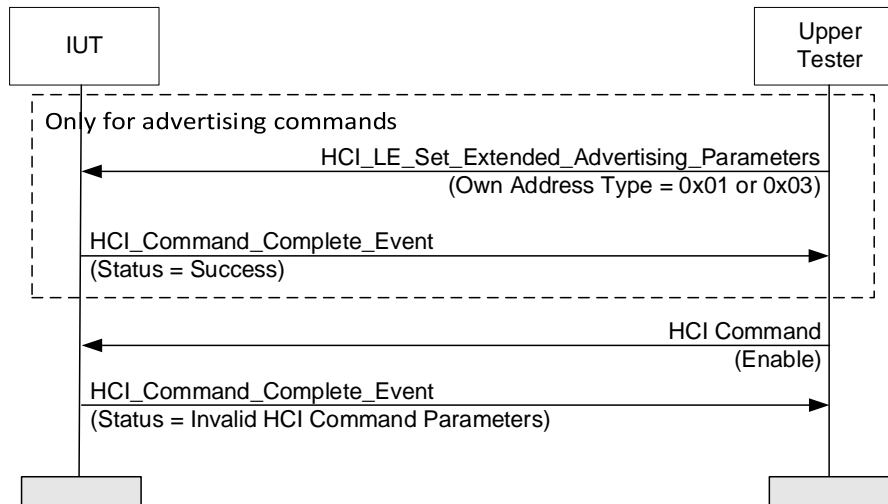 IUT
Upper
Tester
Only for advertising commands
HCI_LE_Set_Extended_Advertising_Parameters
(Own Address Type = 0x01 or 0x03)
HCI_Command_Complete_Event
(Status = Success)
HCI Command
(Enable)
HCI_Command_Complete_Event
(Status = Invalid HCI Command Parameters)